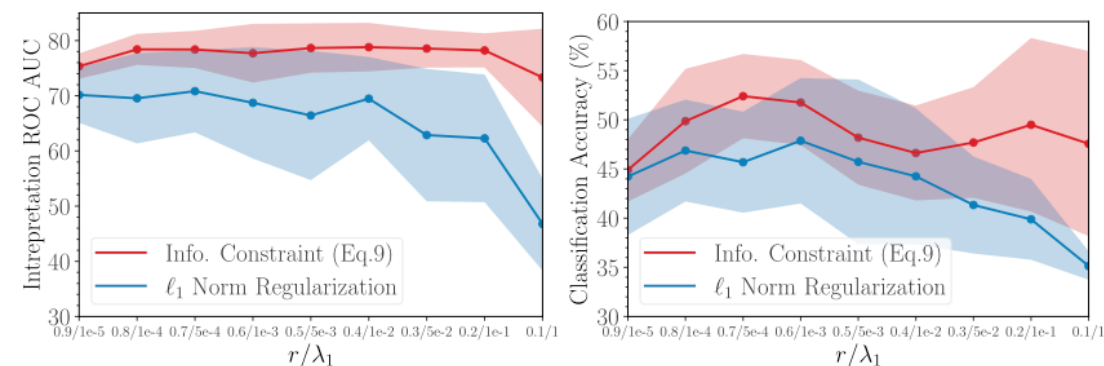 Intrepretation ROC AUC
80
70
60
50
40
30
Info. Constraint (Eq.9)
ℓ₁ Norm Regularization
0.9/1e-5 0.8/1e-4 0.7/5e-4 0.6/1e-3 0.5/5e-3 0.4/1e-2 0.3/5e-2 0.2/1e-1 0.1/1
r/λ₁
Classification Accuracy (%)
60
55
50
45
40
35
30
Info. Constraint (Eq.9)
ℓ₁ Norm Regularization
0.9/1e-5 0.8/1e-4 0.7/5e-4 0.6/1e-3 0.5/5e-3 0.4/1e-2 0.3/5e-2 0.2/1e-1 0.1/1
r/λ₁